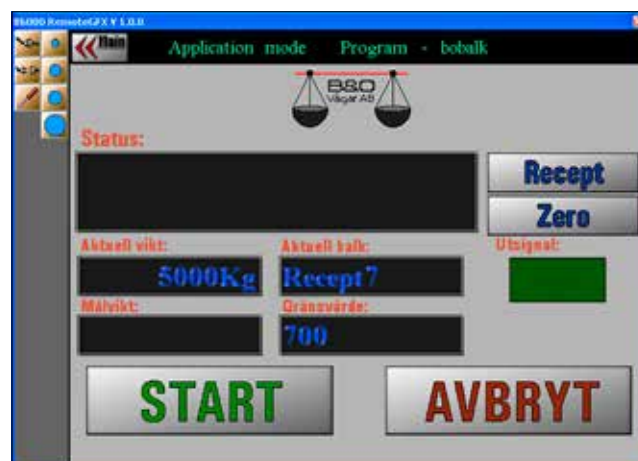 Main
Application mode Program - bobalk
B&O
Vågar AB
Status:
Recept
Zero
Aktuell vikt:
Aktuell balk:
Utsignal:
5000Kg
Recept7
Målvikt:
Gränsvärde:
700
START
AVBRYT